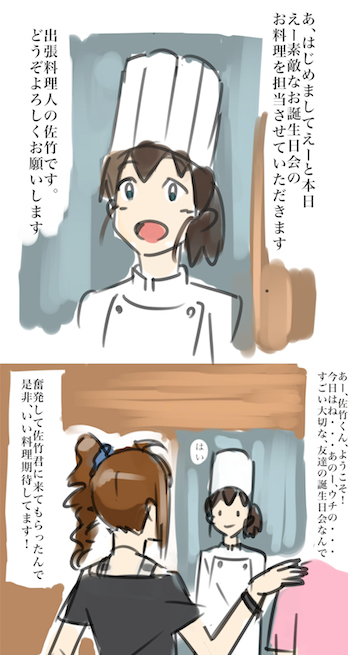 あ、はじめましてえーと本日
えー素敵なお誕生日会の
お料理を担当させていただきます
出張料理人の佐竹です。
どうぞよろしくお願いします
あー、佐竹くん、ようこそ!
今日はね・・・あのー、ウチの・・・
すごい大切な、友達の誕生日会なんで
はい
奮発して佐竹君に来てもらったんで
是非、いい料理期待してます!